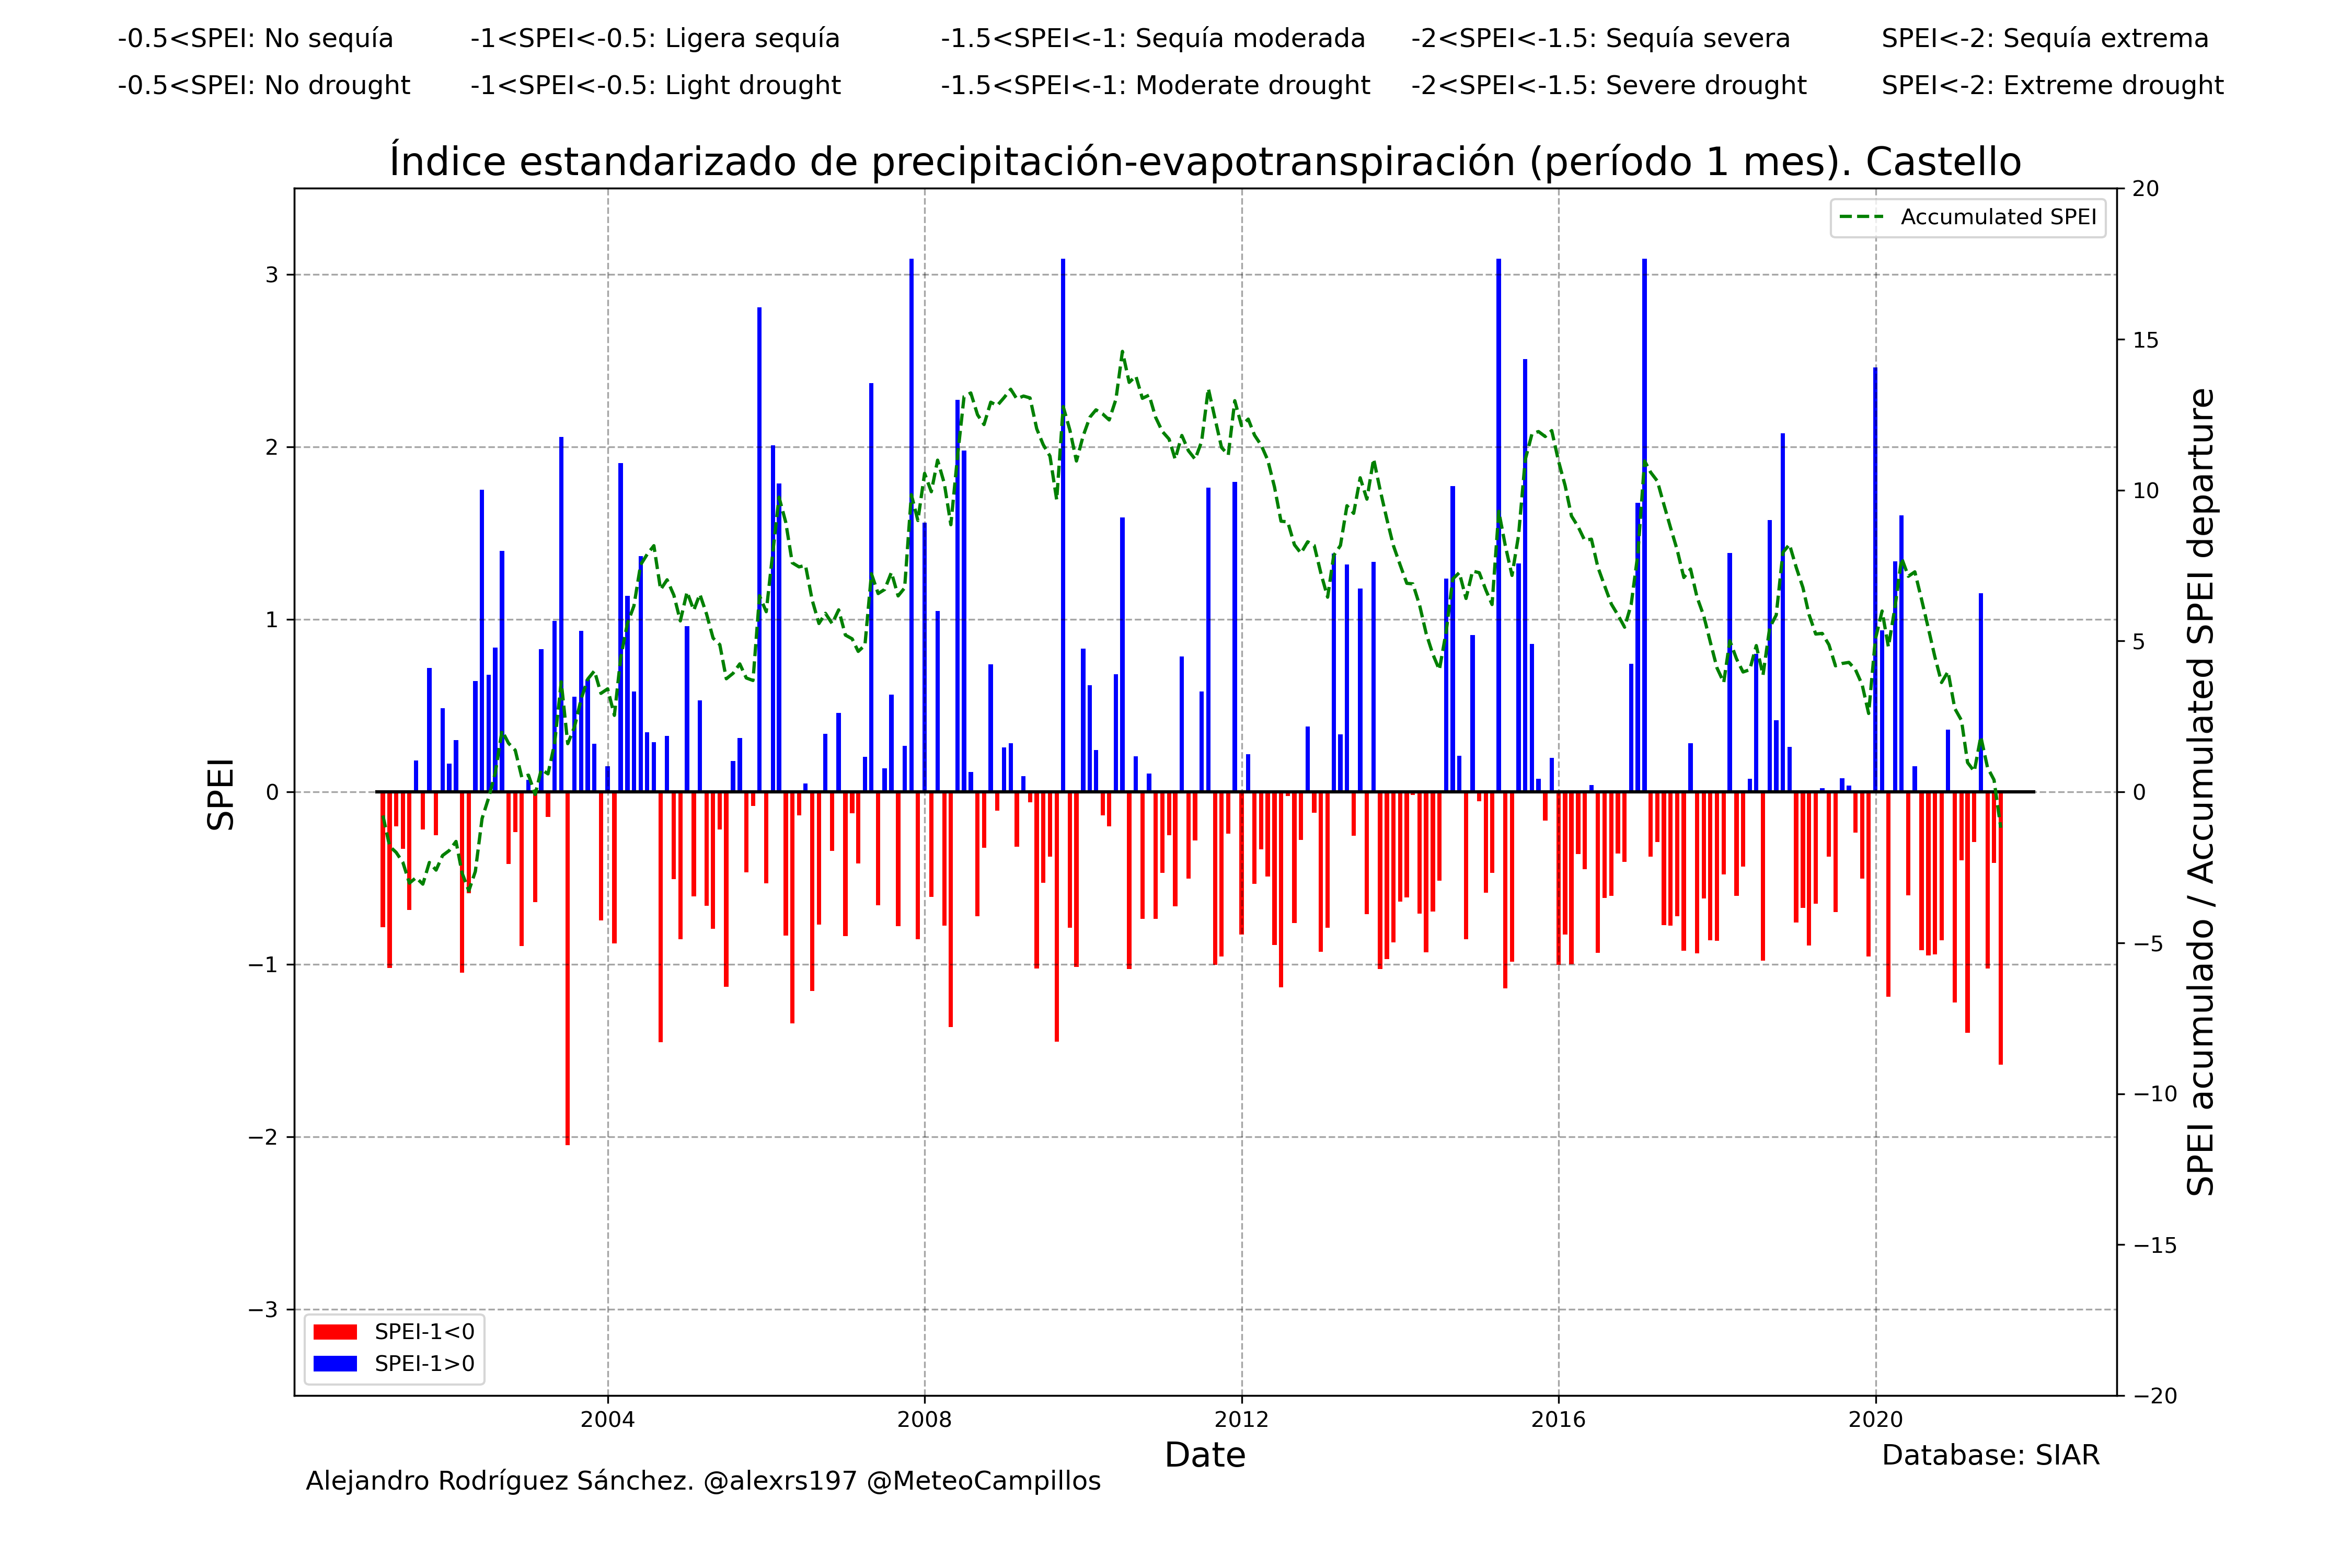 -0.5<SPEI: No sequía -1<SPEI<-0.5: Ligera sequía -1.5<SPEI<-1: Sequía moderada -2<SPEI<-1.5: Sequía severa SPEI<-2: Sequía extrema
-0.5<SPEI: No drought -1<SPEI<-0.5: Light drought -1.5<SPEI<-1: Moderate drought -2<SPEI<-1.5: Severe drought SPEI<-2: Extreme drought
Índice estandarizado de precipitación-evapotranspiración (período 1 mes). Castello
Accumulated SPEI
SPEI
3
2
1
0
−1
−2
−3
20
15
10
5
0
−5
−10
−15
−20
SPEI acumulado / Accumulated SPEI departure
SPEI-1<0
SPEI-1>0
2004 2008 2012 2016 2020
Date
Database: SIAR
Alejandro Rodríguez Sánchez. @alexrs197 @MeteoCampillos